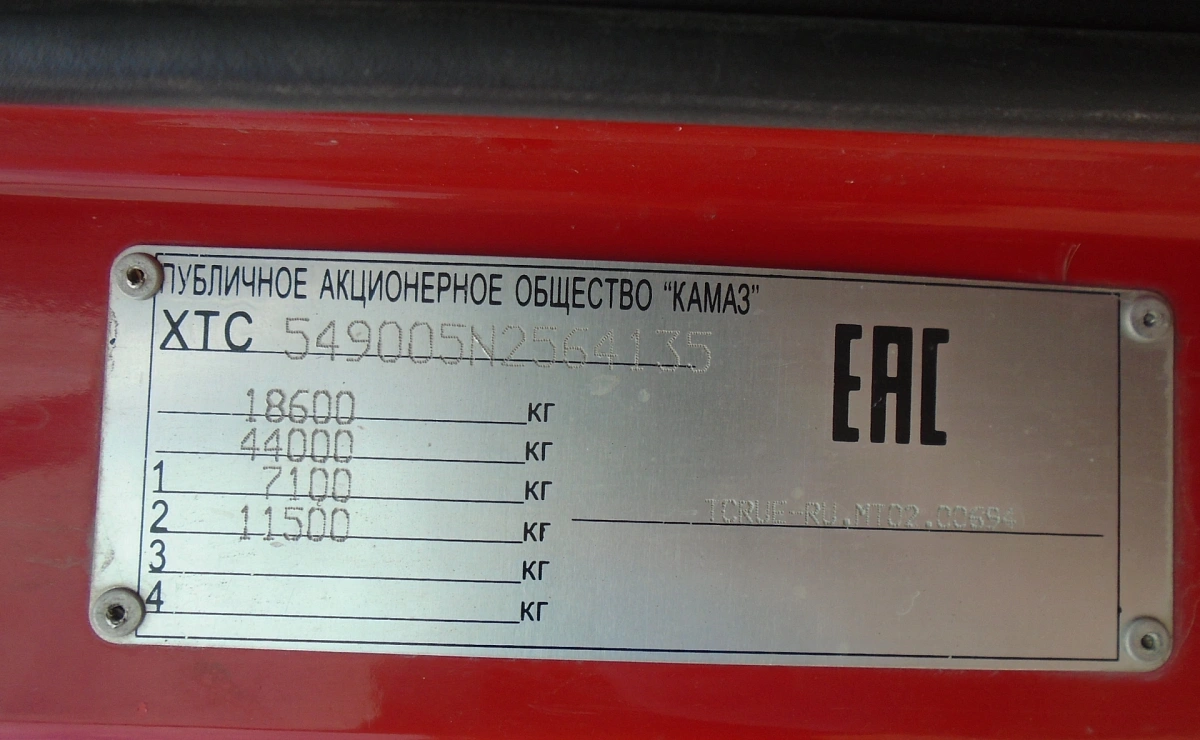 ПУБЛИЧНОЕ АКЦИОНЕРНОЕ ОБЩЕСТВО "КАМАЗ"
XTC 549005N2564135
EAC
18600 кг
44000 кг
1 7100 кг
2 11500 кг
TCRUE-RU.MT02.00694
3 кг
4 кг